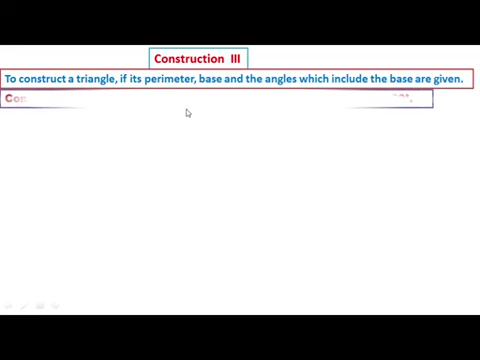 Construction III
To construct a triangle, if its perimeter, base and the angles which include the base are given.